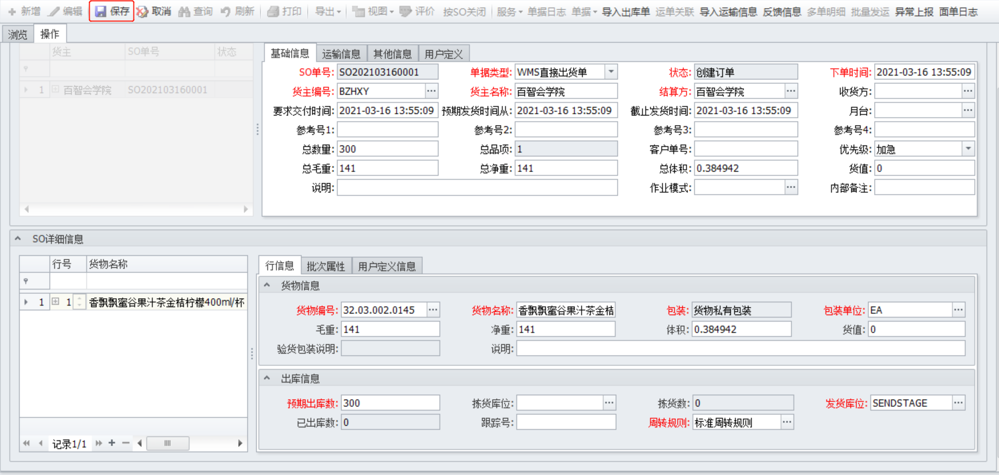 新增 编辑 保存 取消 查询 刷新 打印 导出 视图 评价 按SO关闭 服务 单据日志 单据 导入出库单 运单关联 导入运输信息 反馈信息 多单明细 批量发运 异常上报 面单日志
浏览 操作
货主 SO单号 状态
1 百智会学院 SO202103160001
基础信息 运输信息 其他信息 用户定义
SO单号: SO202103160001 单据类型: WMS直接出货单 状态: 创建订单 下单时间: 2021-03-16 13:55:09
货主编号: BZHXY 货主名称: 百智会学院 结算方: 百智会学院 收货方:
要求交付时间: 2021-03-16 13:55:09 预期发货时间从: 2021-03-16 13:55:09 截止发货时间: 2021-03-16 13:55:09 月台:
参考号1: 参考号2: 参考号3: 参考号4:
总数量: 300 总品项: 1 客户单号: 优先级: 加急
总毛重: 141 总净重: 141 总体积: 0.384942 货值: 0
说明: 作业模式: 内部备注:
SO详细信息
行号 货物名称
1 1 香飘飘蜜谷果汁茶金桔柠檬400ml/杯
记录1/1
行信息 批次属性 用户定义信息
货物信息
货物编号: 32.03.002.0145 货物名称: 香飘飘蜜谷果汁茶金桔 包装: 货物私有包装 包装单位: EA
毛重: 141 净重: 141 体积: 0.384942 货值: 0
验货包装说明: 说明:
出库信息
预期出库数: 300 拣货库位: 拣货数: 0 发货库位: SENDSTAGE
已出库数: 0 跟踪号: 周转规则: 标准周转规则